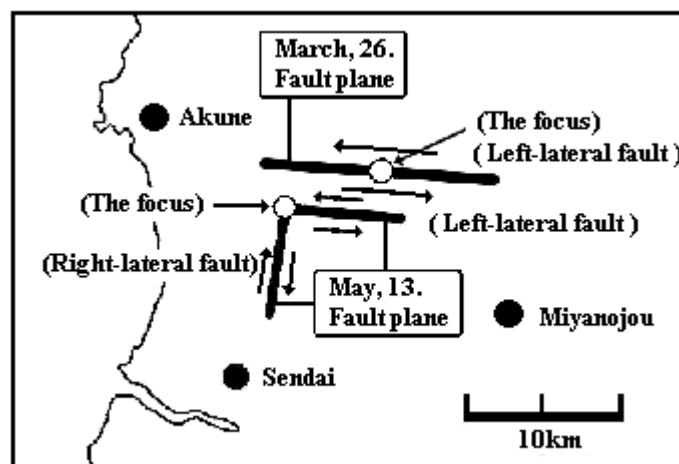 March, 26.
Fault plane
Akune
(The focus)
( Left-lateral fault )
(The focus)
( Left-lateral fault )
(Right-lateral fault)
May, 13.
Fault plane
Miyanojou
Sendai
10km